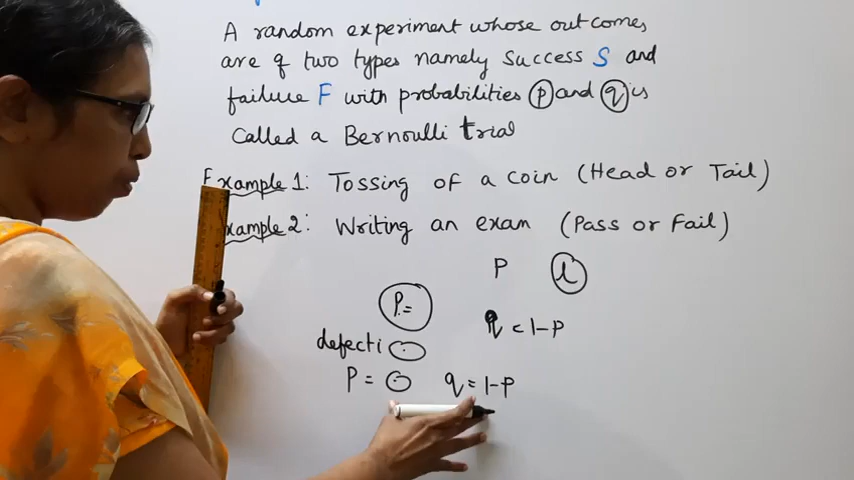 A random experiment whose outcomes
are of two types namely success S and
failure F with probabilities p and q is
called a Bernoulli trial
Example 1: Tossing of a coin (Head or Tail)
xample 2: Writing an exam (Pass or Fail)
P
P =
q = 1-P
defecti
P = q = 1-P